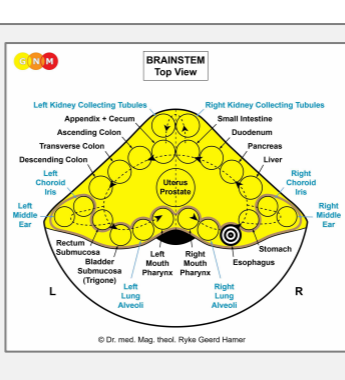 GNM
BRAINSTEM
Top View
Left Kidney Collecting Tubules
Right Kidney Collecting Tubules
Appendix + Cecum
Small Intestine
Ascending Colon
Duodenum
Transverse Colon
Pancreas
Descending Colon
Liver
Left
Choroid
Iris
Right
Choroid
Iris
Uterus
Prostate
Left
Middle
Ear
Right
Middle
Ear
Rectum
Submucosa
Bladder
Submucosa
(Trigone)
Left
Mouth
Pharynx
Right
Mouth
Pharynx
Stomach
Esophagus
Left
Lung
Alveoli
Right
Lung
Alveoli
L
R
© Dr. med. Mag. theol. Ryke Geerd Hamer